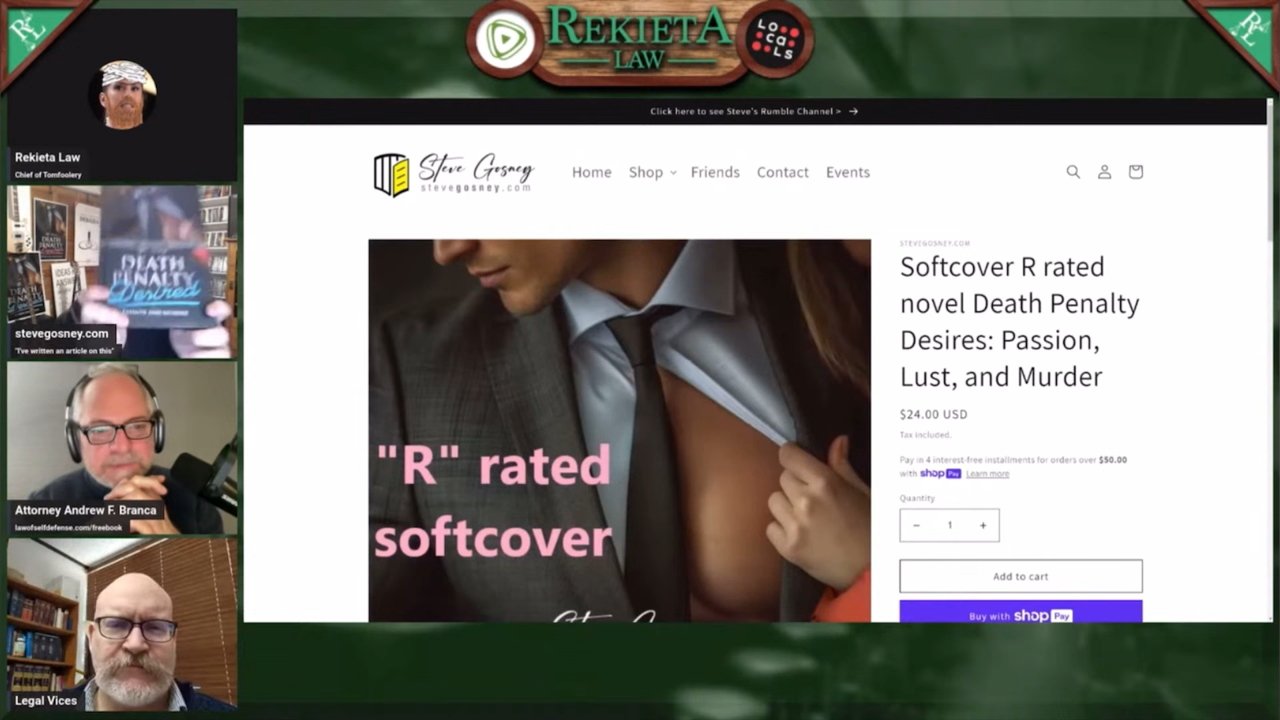 REKIETA
LAW
LOcaLs
RL
RL
Rekieta Law
Chief of Tomfoolery
DEATH
PENALTY
Desires
stevegosney.com
"I've written an article on this"
Attorney Andrew F. Branca
lawofselfdefense.com/freebook
Legal Vices
Click here to see Steve's Rumble Channel > →
Steve Gosney
stevegosney.com
Home Shop Friends Contact Events
"R" rated
softcover
STEVEGOSNEY.COM
Softcover R rated
novel Death Penalty
Desires: Passion,
Lust, and Murder
$24.00 USD
Tax included.
Pay in 4 interest-free installments for orders over $50.00
with shop Pay Learn more
Quantity
− 1 +
Add to cart
Buy with shop Pay